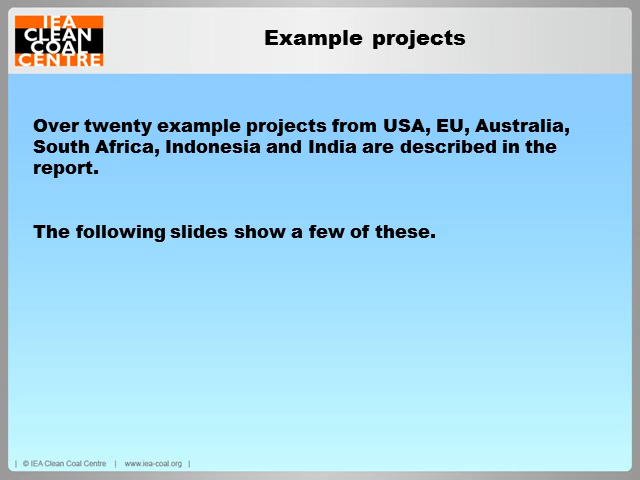 IEA
CLEAN
COAL
CENTRE
Example projects
Over twenty example projects from USA, EU, Australia,
South Africa, Indonesia and India are described in the
report.
The following slides show a few of these.
| © IEA Clean Coal Centre | www.iea-coal.org |